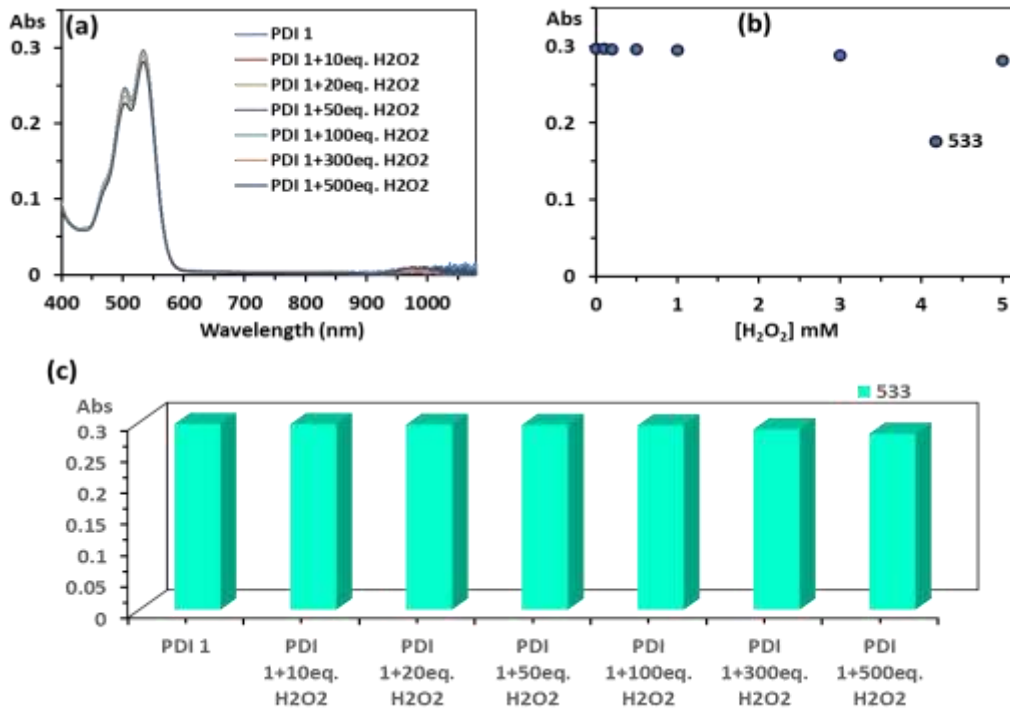 Abs
(a)
0.3
0.2
0.1
0
400
500
600
700
800
900
1000
Wavelength (nm)
PDI 1
PDI 1+10eq. H2O2
PDI 1+20eq. H2O2
PDI 1+50eq. H2O2
PDI 1+100eq. H2O2
PDI 1+300eq. H2O2
PDI 1+500eq. H2O2
Abs
(b)
0.3
0.2
0.1
0
533
0
1
2
3
4
5
[H₂O₂] mM
(c)
533
Abs
0.3
0.25
0.2
0.15
0.1
0.05
0
PDI 1
PDI
1+10eq.
H2O2
PDI
1+20eq.
H2O2
PDI
1+50eq.
H2O2
PDI
1+100eq.
H2O2
PDI
1+300eq.
H2O2
PDI
1+500eq.
H2O2